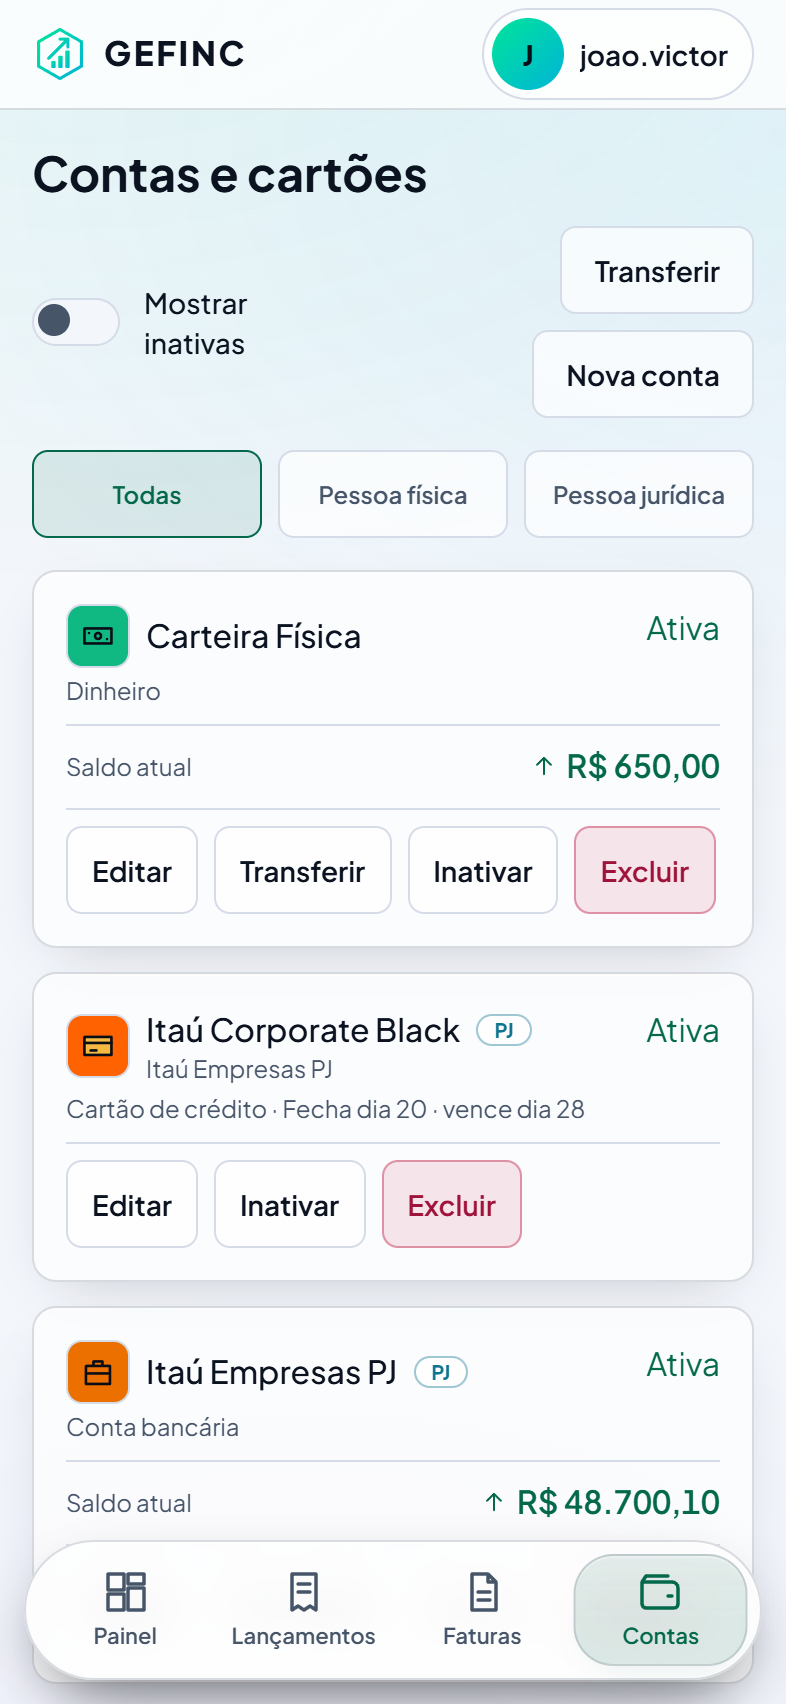 GEFINC
J
joao.victor
Contas e cartões
Mostrar
inativas
Transferir
Nova conta
Todas
Pessoa física
Pessoa jurídica
Carteira Física
Ativa
Dinheiro
Saldo atual
↑ R$ 650,00
Editar
Transferir
Inativar
Excluir
Itaú Corporate Black
PJ
Ativa
Itaú Empresas PJ
Cartão de crédito · Fecha dia 20 · vence dia 28
Editar
Inativar
Excluir
Itaú Empresas PJ
PJ
Ativa
Conta bancária
Saldo atual
↑ R$ 48.700,10
Painel
Lançamentos
Faturas
Contas